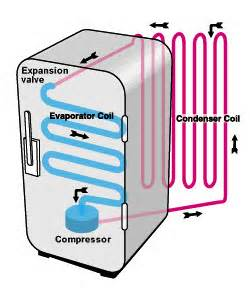 Expansion
valve
Evaporator Coil
Condenser Coil
Compressor